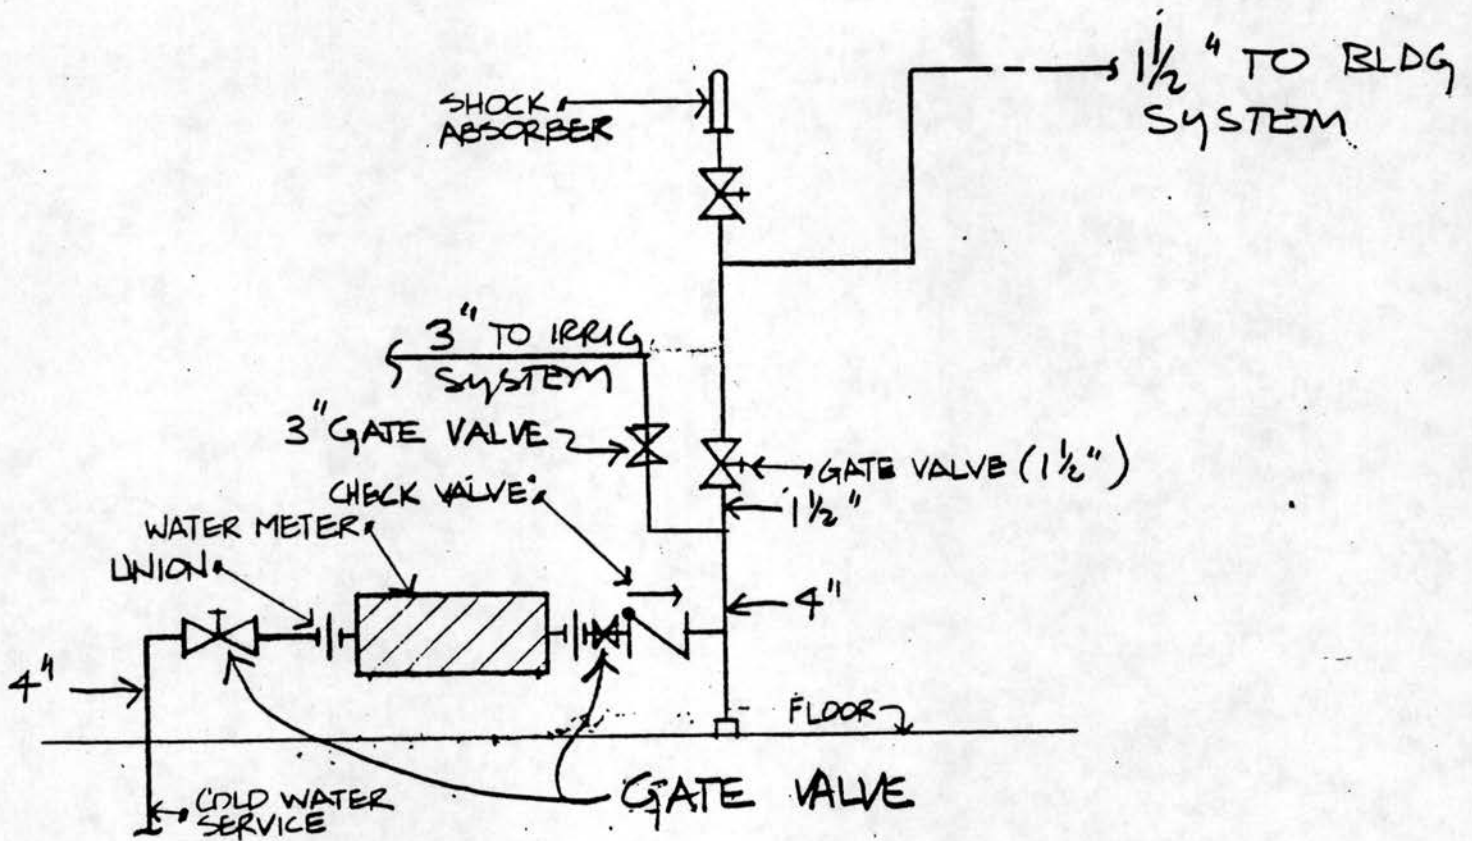 1½" TO BLDG
SYSTEM
SHOCK
ABSORBER
3" TO IRRIG
SYSTEM
3" GATE VALVE
GATE VALVE (1½")
CHECK VALVE
1½"
WATER METER
UNION
4"
4"
FLOOR
GATE VALVE
COLD WATER
SERVICE